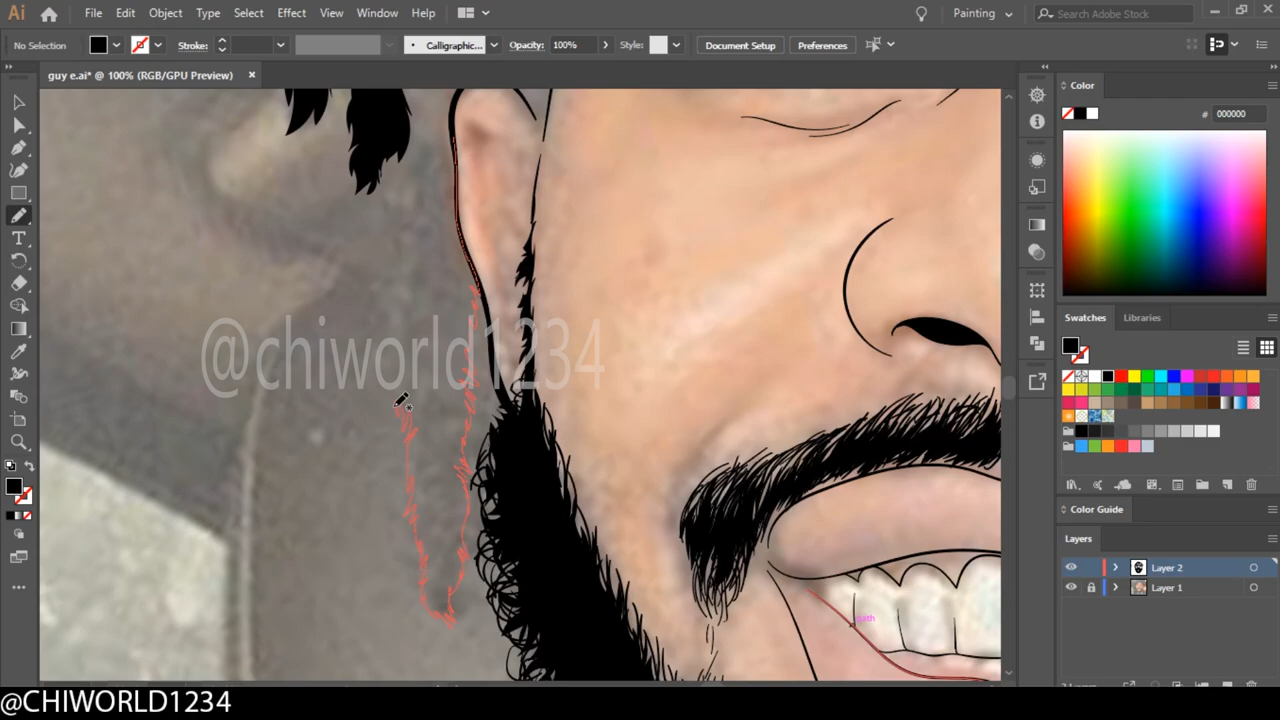 Ai File Edit Object Type Select Effect View Window Help Painting Search Adobe Stock
No Selection Stroke: Calligraphic... Opacity: 100% Style: Document Setup Preferences
guy e.ai* @ 100% (RGB/GPU Preview)
Color
# 000000
@chiworld1234
Swatches Libraries
Color Guide
Layers
Layer 2
Layer 1
path
@CHIWORLD1234